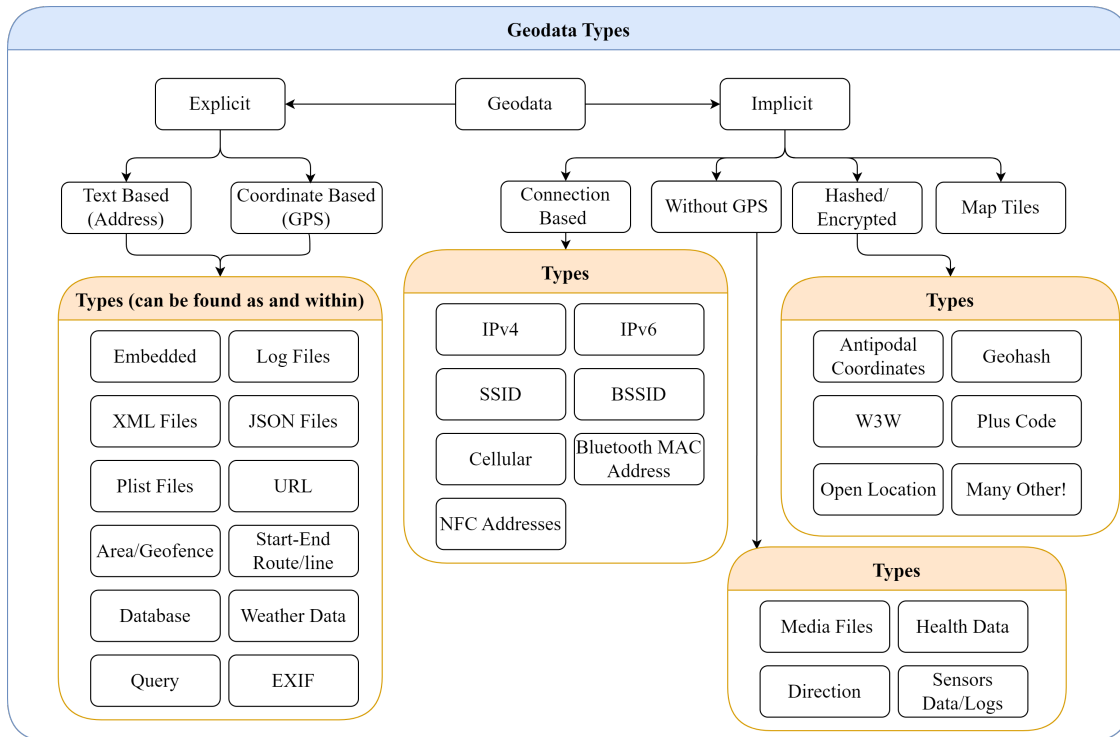 Geodata Types
Explicit
Geodata
Implicit
Text Based
(Address)
Coordinate Based
(GPS)
Connection
Based
Without GPS
Hashed/
Encrypted
Map Tiles
Types (can be found as and within)
Embedded
Log Files
XML Files
JSON Files
Plist Files
URL
Area/Geofence
Start-End
Route/line
Database
Weather Data
Query
EXIF
Types
IPv4
IPv6
SSID
BSSID
Cellular
Bluetooth MAC
Address
NFC Addresses
Types
Antipodal
Coordinates
Geohash
W3W
Plus Code
Open Location
Many Other!
Types
Media Files
Health Data
Direction
Sensors
Data/Logs